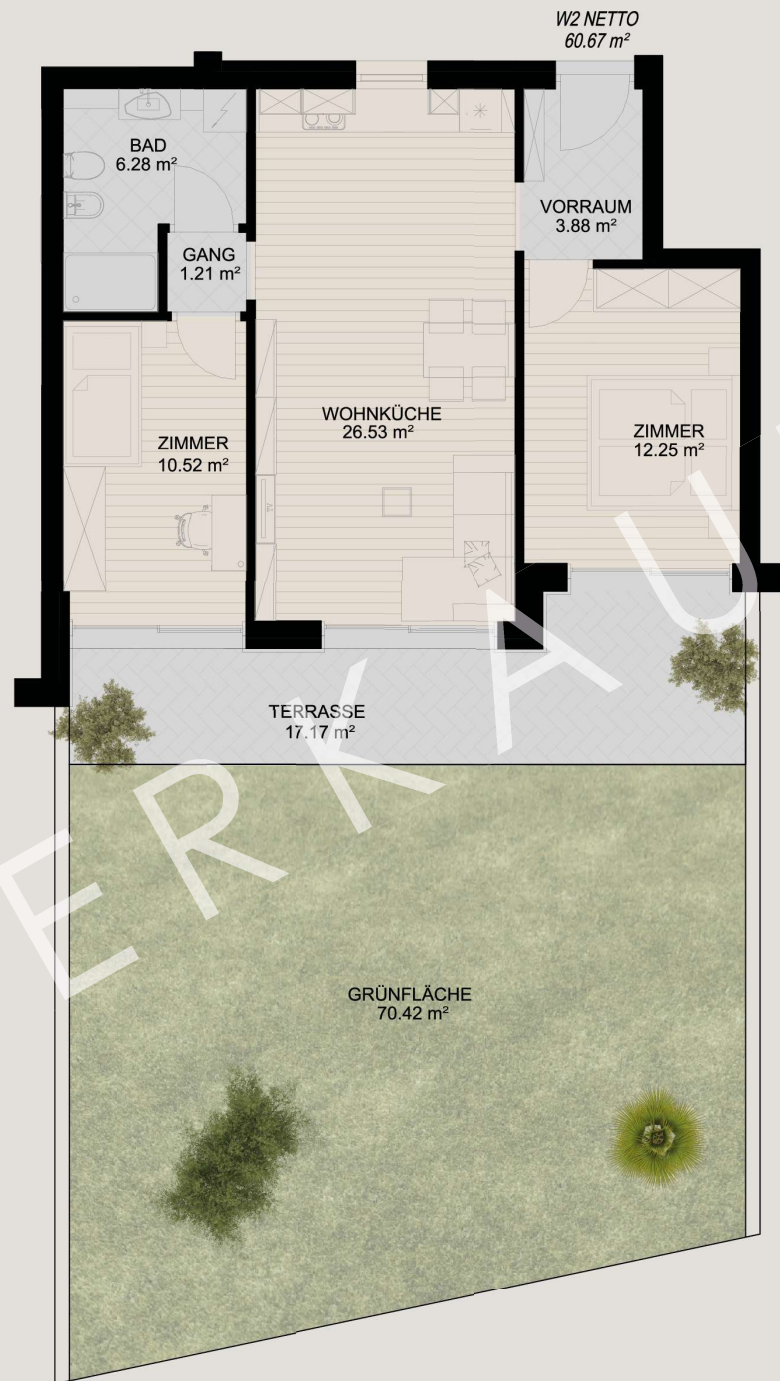 W2 NETTO
60.67 m²
BAD
6.28 m²
VORRAUM
3.88 m²
GANG
1.21 m²
WOHNKÜCHE
26.53 m²
ZIMMER
10.52 m²
ZIMMER
12.25 m²
TV
TERRASSE
17.17 m²
GRÜNFLÄCHE
70.42 m²
ERKAU